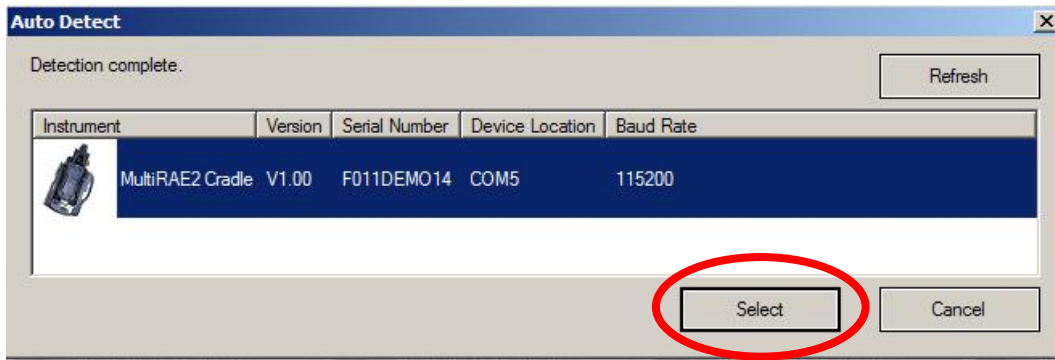 Auto Detect
Detection complete.
Refresh
Instrument Version Serial Number Device Location Baud Rate
MultiRAE2 Cradle V1.00 F011DEMO14 COM5 115200
Select Cancel